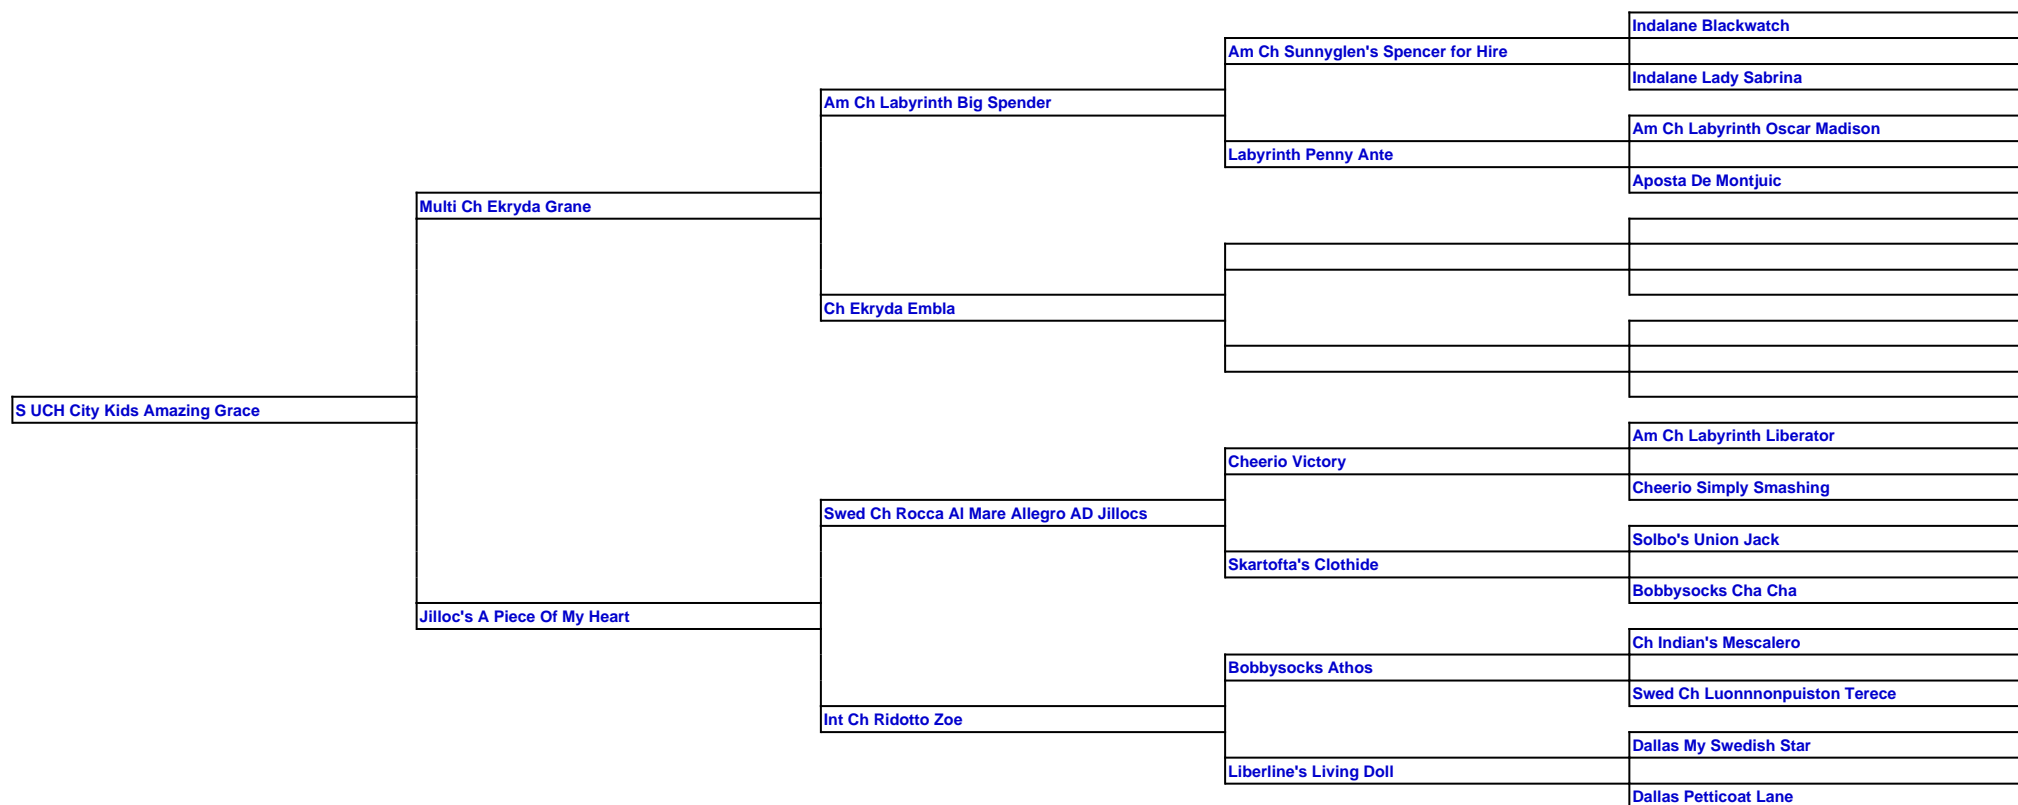 Indalane Blackwatch
Am Ch Sunnyglen's Spencer for Hire
Indalane Lady Sabrina
Am Ch Labyrinth Big Spender
Am Ch Labyrinth Oscar Madison
Labyrinth Penny Ante
Aposta De Montjuic
Multi Ch Ekryda Grane
Ch Ekryda Embla
S UCH City Kids Amazing Grace
Am Ch Labyrinth Liberator
Cheerio Victory
Cheerio Simply Smashing
Swed Ch Rocca Al Mare Allegro AD Jillocs
Solbo's Union Jack
Skartofta's Clothide
Bobbysocks Cha Cha
Jilloc's A Piece Of My Heart
Ch Indian's Mescalero
Bobbysocks Athos
Swed Ch Luonnnonpuiston Terece
Int Ch Ridotto Zoe
Dallas My Swedish Star
Liberline's Living Doll
Dallas Petticoat Lane